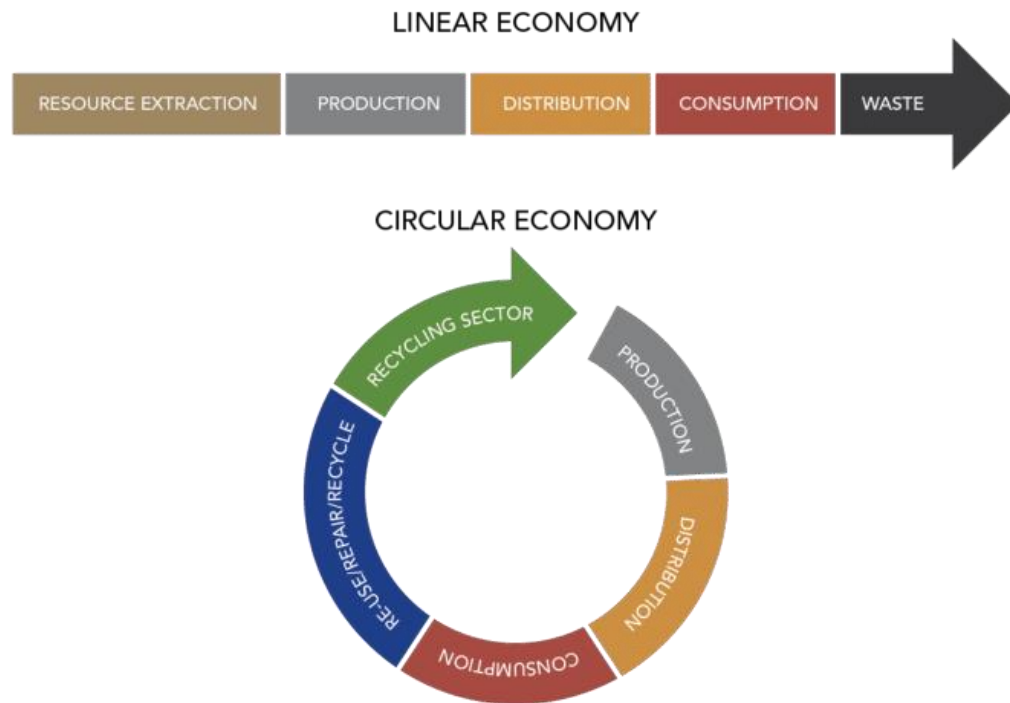 LINEAR ECONOMY
RESOURCE EXTRACTION
PRODUCTION
DISTRIBUTION
CONSUMPTION
WASTE
CIRCULAR ECONOMY
RECYCLING SECTOR
PRODUCTION
DISTRIBUTION
CONSUMPTION
RE-USE/REPAIR/RECYCLE